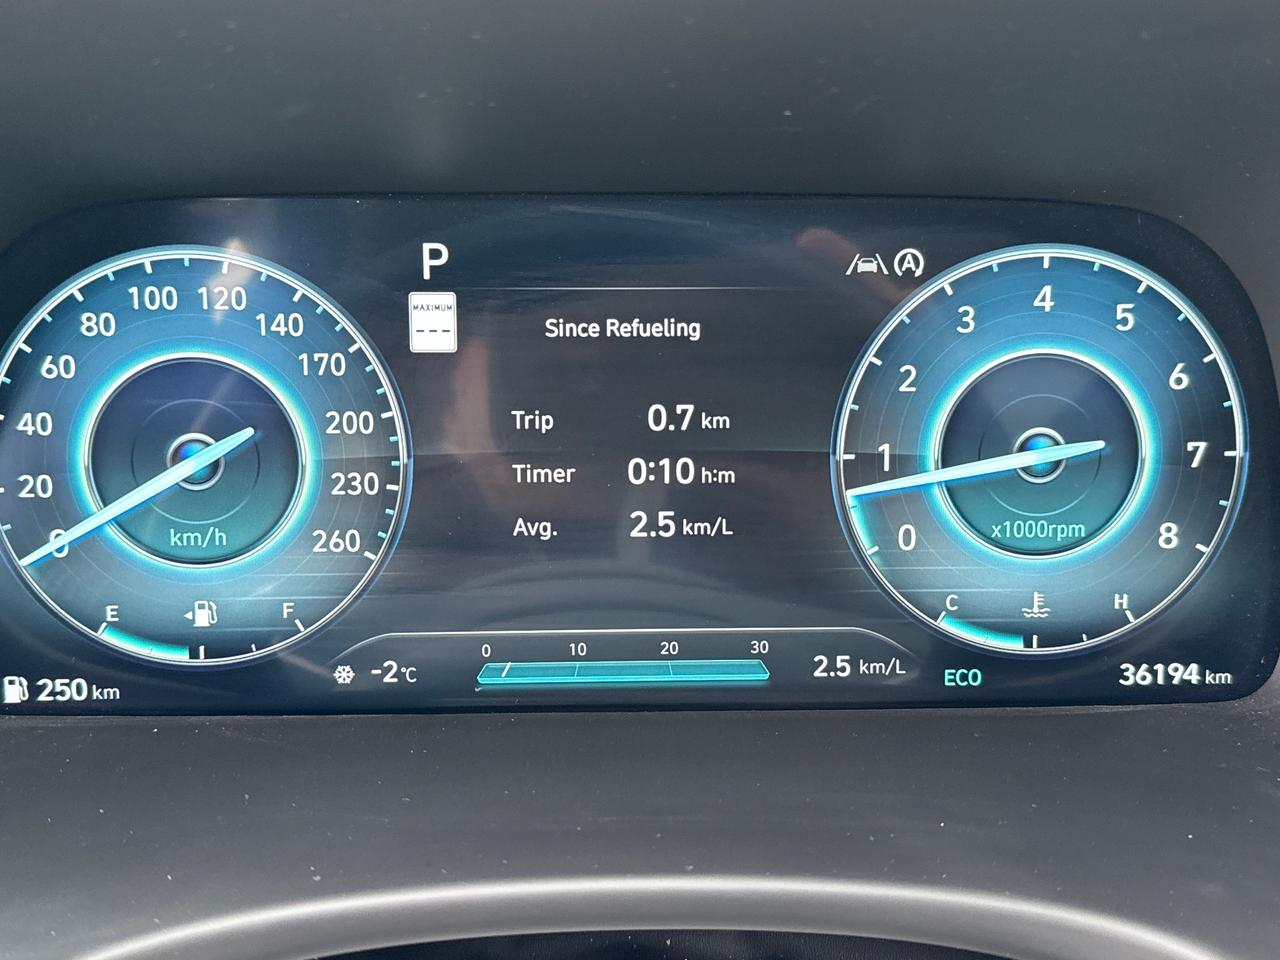 P
MAXIMUM
---
Since Refueling
Trip 0.7 km
Timer 0:10 h:m
Avg. 2.5 km/L
0 20 40 60 80 100 120 140 170 200 230 260
km/h
E F
250 km
0 1 2 3 4 5 6 7 8
x1000rpm
C H
A
-2°C
0 10 20 30
2.5 km/L
ECO
36194 km